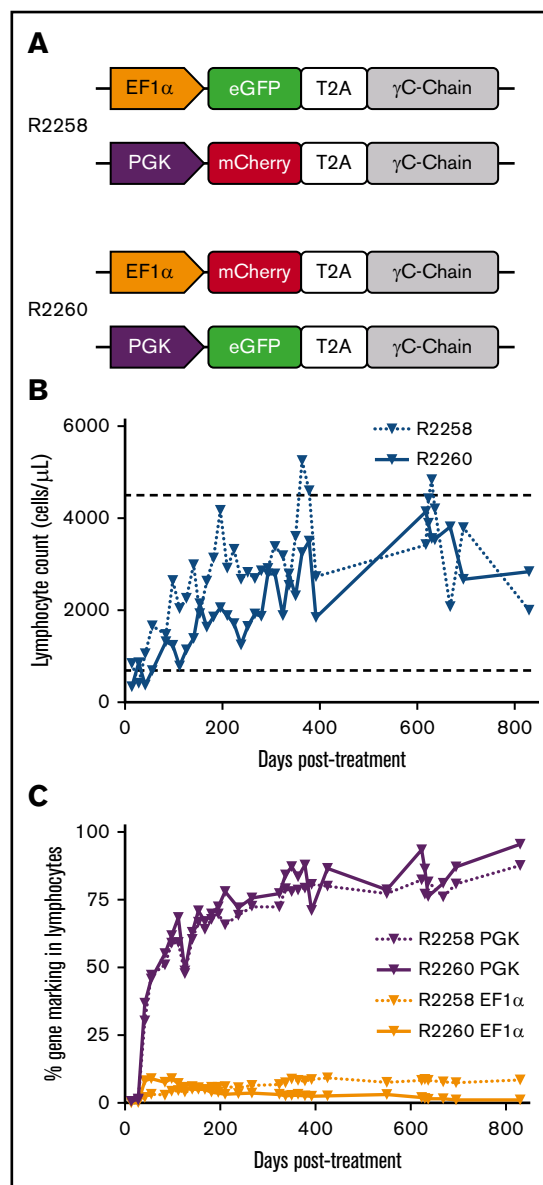 A
EF1α eGFP T2A γC-Chain
R2258
PGK mCherry T2A γC-Chain
EF1α mCherry T2A γC-Chain
R2260
PGK eGFP T2A γC-Chain
B
Lymphocyte count (cells/μL)
6000
4000
2000
0
0 200 400 600 800
Days post-treatment
R2258
R2260
C
% gene marking in lymphocytes
100
75
50
25
0
0 200 400 600 800
Days post-treatment
R2258 PGK
R2260 PGK
R2258 EF1α
R2260 EF1α